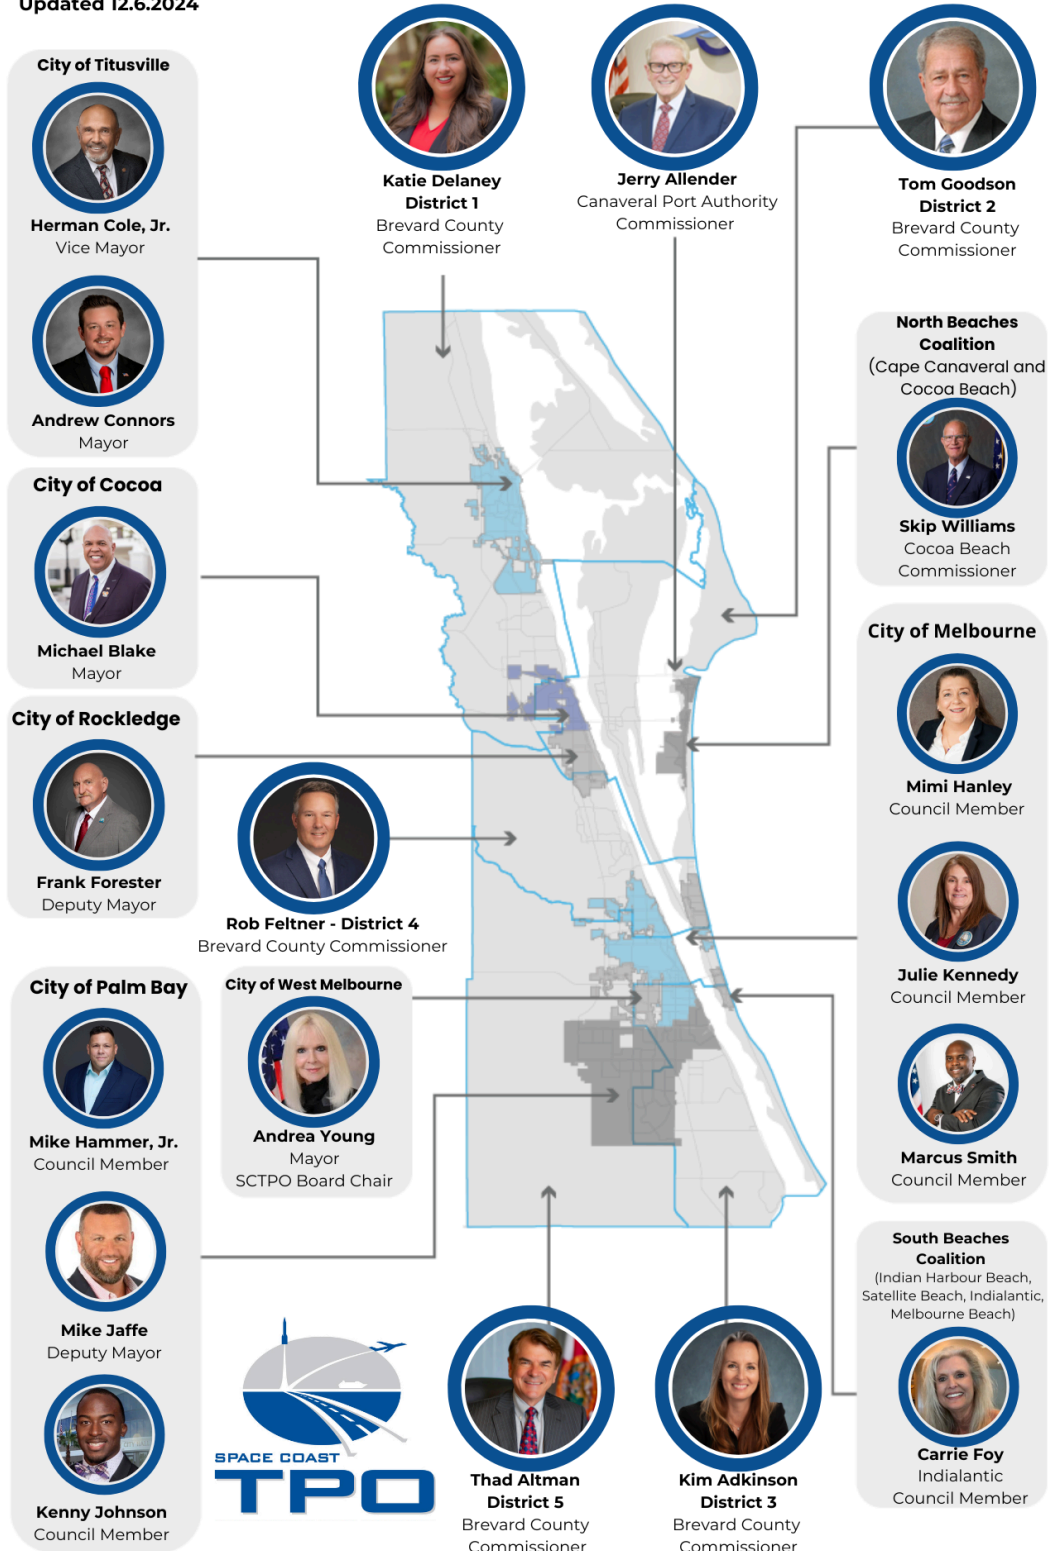 Updated 12.6.2024
City of Titusville
Herman Cole, Jr.
Vice Mayor
Andrew Connors
Mayor
City of Cocoa
Michael Blake
Mayor
City of Rockledge
Frank Forester
Deputy Mayor
City of Palm Bay
Mike Hammer, Jr.
Council Member
Mike Jaffe
Deputy Mayor
Kenny Johnson
Council Member
Katie Delaney
District 1
Brevard County
Commissioner
Jerry Allender
Canaveral Port Authority
Commissioner
Tom Goodson
District 2
Brevard County
Commissioner
Rob Feltner - District 4
Brevard County Commissioner
City of West Melbourne
Andrea Young
Mayor
SCTPO Board Chair
North Beaches
Coalition
(Cape Canaveral and
Cocoa Beach)
Skip Williams
Cocoa Beach
Commissioner
City of Melbourne
Mimi Hanley
Council Member
Julie Kennedy
Council Member
Marcus Smith
Council Member
South Beaches
Coalition
(Indian Harbour Beach,
Satellite Beach, Indialantic,
Melbourne Beach)
Carrie Foy
Indialantic
Council Member
SPACE COAST
TPO
Thad Altman
District 5
Brevard County
Commissioner
Kim Adkinson
District 3
Brevard County
Commissioner